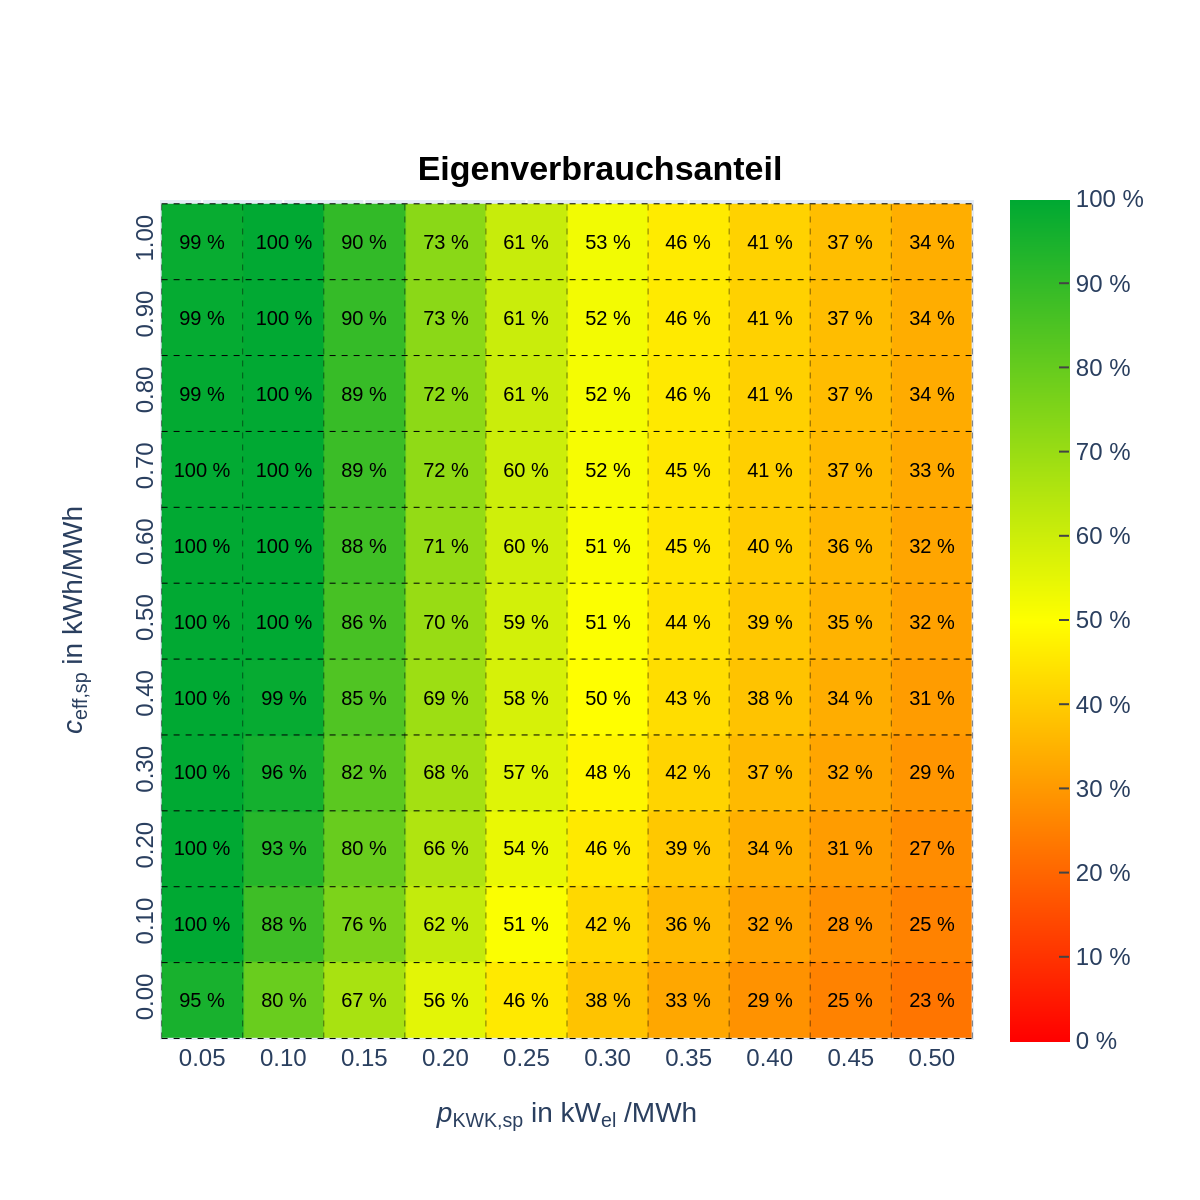 Eigenverbrauchsanteil
1.00 99 % 100 % 90 % 73 % 61 % 53 % 46 % 41 % 37 % 34 %
0.90 99 % 100 % 90 % 73 % 61 % 52 % 46 % 41 % 37 % 34 %
0.80 99 % 100 % 89 % 72 % 61 % 52 % 46 % 41 % 37 % 34 %
0.70 100 % 100 % 89 % 72 % 60 % 52 % 45 % 41 % 37 % 33 %
0.60 100 % 100 % 88 % 71 % 60 % 51 % 45 % 40 % 36 % 32 %
0.50 100 % 100 % 86 % 70 % 59 % 51 % 44 % 39 % 35 % 32 %
0.40 100 % 99 % 85 % 69 % 58 % 50 % 43 % 38 % 34 % 31 %
0.30 100 % 96 % 82 % 68 % 57 % 48 % 42 % 37 % 32 % 29 %
0.20 100 % 93 % 80 % 66 % 54 % 46 % 39 % 34 % 31 % 27 %
0.10 100 % 88 % 76 % 62 % 51 % 42 % 36 % 32 % 28 % 25 %
0.00 95 % 80 % 67 % 56 % 46 % 38 % 33 % 29 % 25 % 23 %
0.05 0.10 0.15 0.20 0.25 0.30 0.35 0.40 0.45 0.50
pKWK,sp in kWel /MWh
ceff,sp in kWh/MWh
100 %
90 %
80 %
70 %
60 %
50 %
40 %
30 %
20 %
10 %
0 %